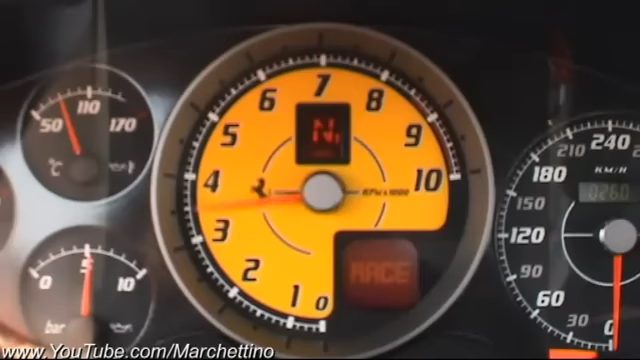 50 110 170
°C
0 5 10
bar
0 1 2 3 4 5 6 7 8 9 10
N
RPM x 1000
RACE
0 30 60 90 120 150 180 210 240
KM/H
0260
www.YouTube.com/Marchettino